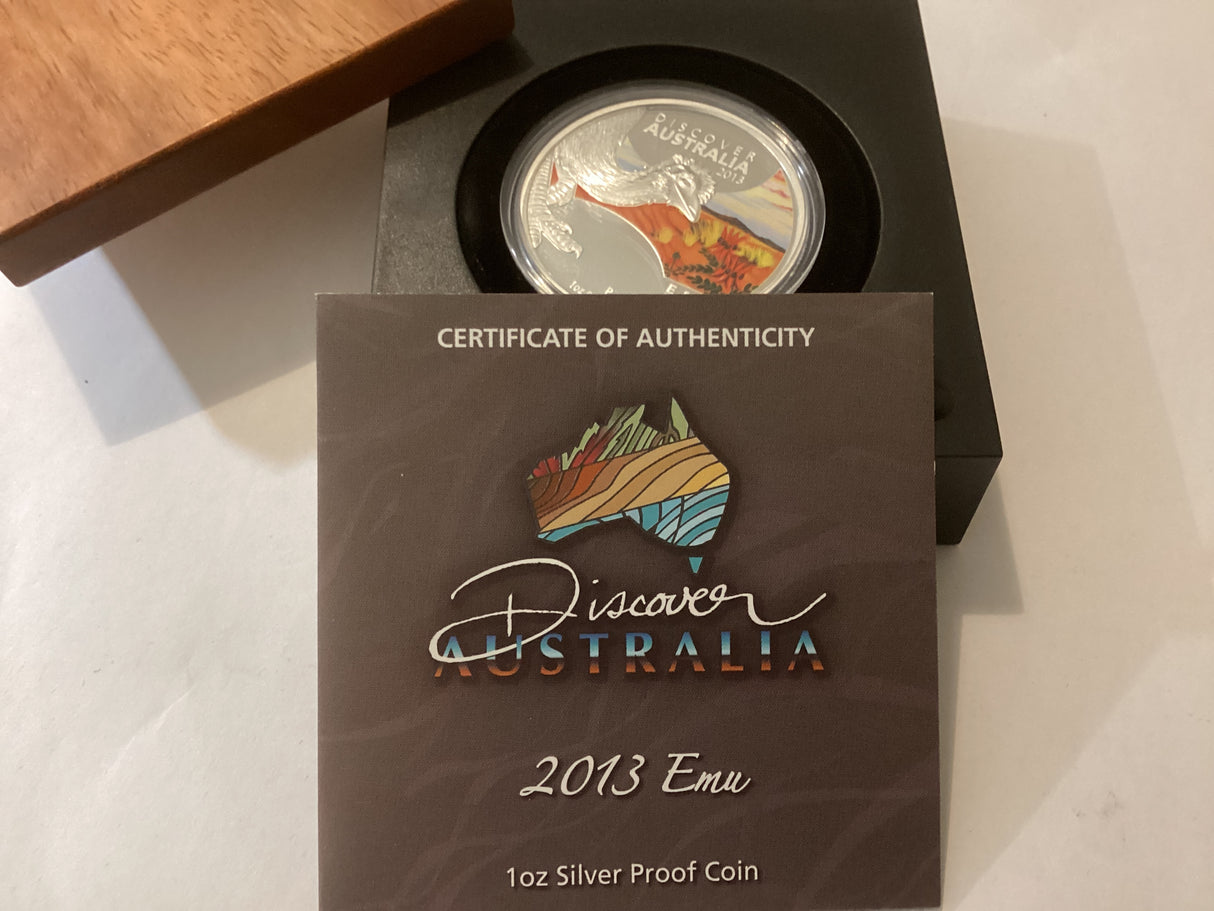 DISCOVER
AUSTRALIA
2013
CERTIFICATE OF AUTHENTICITY
Discover
AUSTRALIA
2013 Emu
1oz Silver Proof Coin